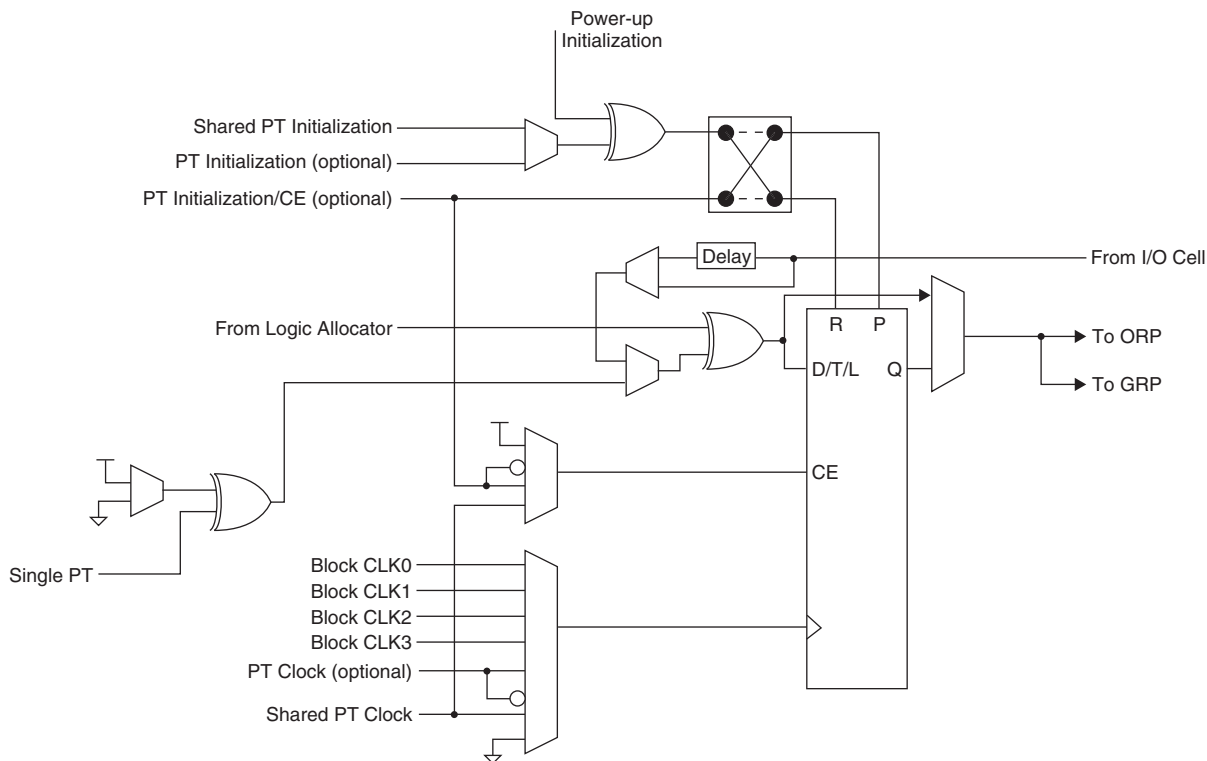 Power-up
Initialization
Shared PT Initialization
PT Initialization (optional)
PT Initialization/CE (optional)
Delay
From I/O Cell
From Logic Allocator
R
P
D/T/L
Q
To ORP
To GRP
CE
Single PT
Block CLK0
Block CLK1
Block CLK2
Block CLK3
PT Clock (optional)
Shared PT Clock